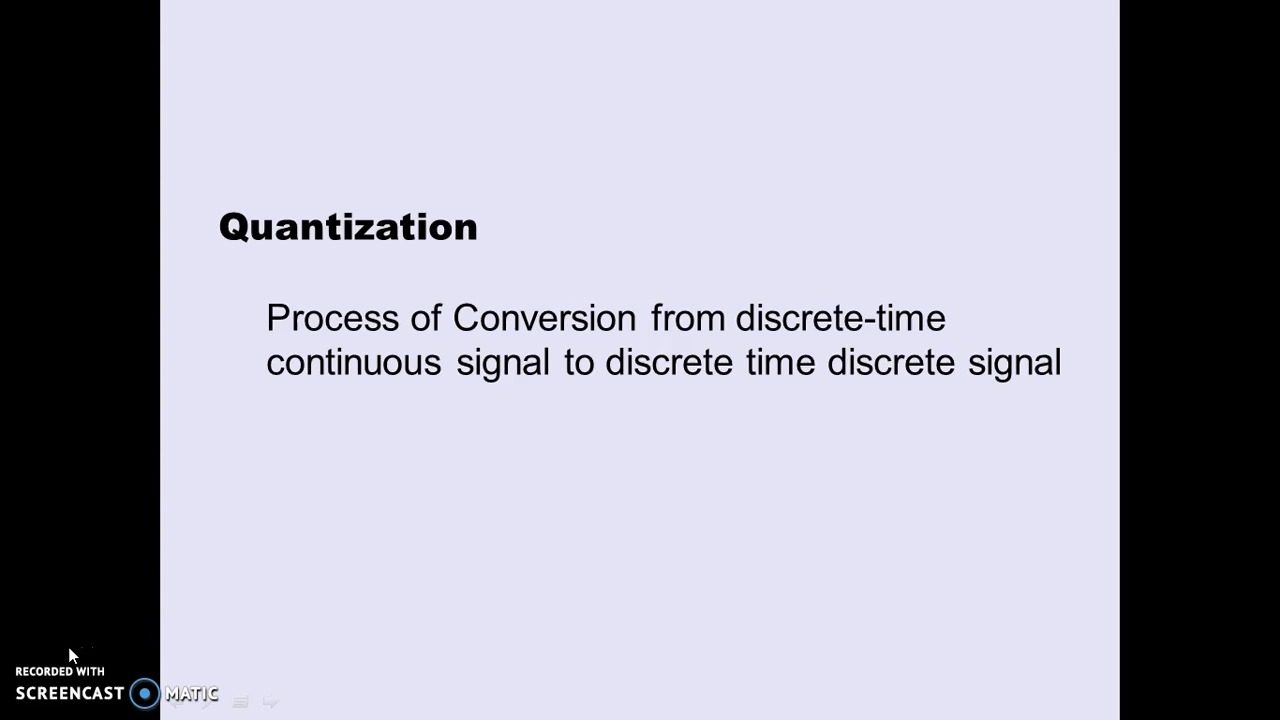 Quantization
Process of Conversion from discrete-time
continuous signal to discrete time discrete signal
RECORDED WITH
SCREENCAST MATIC